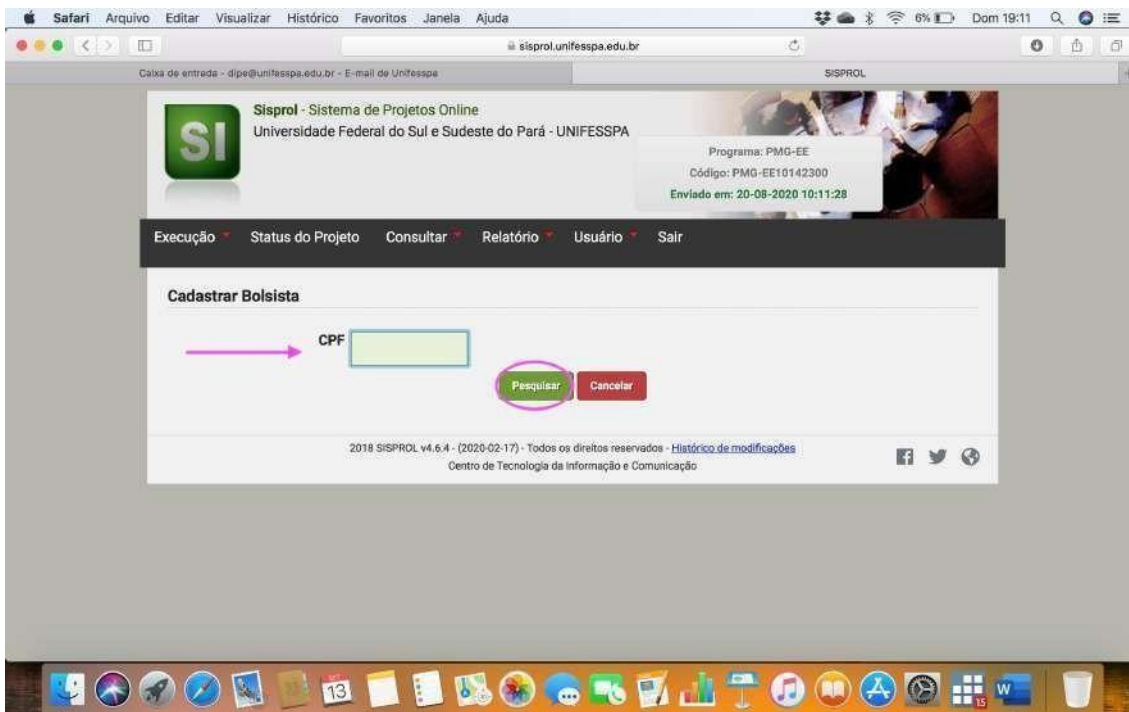 Safari Arquivo Editar Visualizar Histórico Favoritos Janela Ajuda 6% Dom 19:11
sisprol.unifesspa.edu.br
Caixa de entrada - dipe@unifesspa.edu.br - E-mail de Unifesspa SISPROL
SI
Sisprol - Sistema de Projetos Online
Universidade Federal do Sul e Sudeste do Pará - UNIFESSPA
Programa: PMG-EE
Código: PMG-EE10142300
Enviado em: 20-08-2020 10:11:28
Execução Status do Projeto Consultar Relatório Usuário Sair
Cadastrar Bolsista
CPF
Pesquisar Cancelar
2018 SISPROL v4.6.4 - (2020-02-17) - Todos os direitos reservados - Histórico de modificações
Centro de Tecnologia da Informação e Comunicação
13
15 W